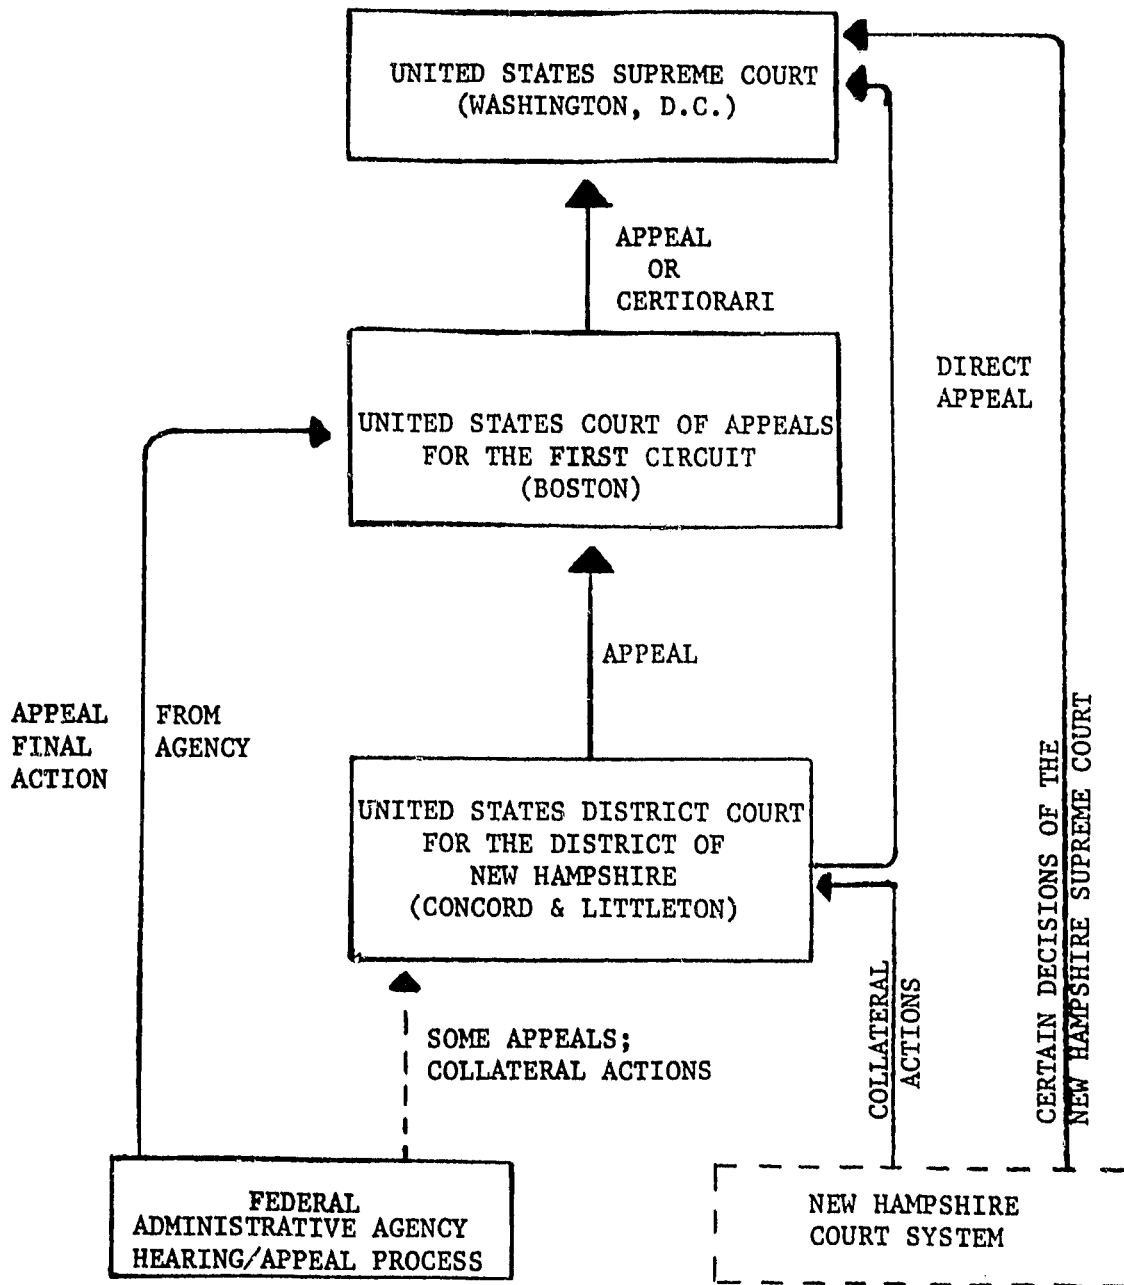 UNITED STATES SUPREME COURT
(WASHINGTON, D.C.)
APPEAL
OR
CERTIORARI
DIRECT
APPEAL
UNITED STATES COURT OF APPEALS
FOR THE FIRST CIRCUIT
(BOSTON)
APPEAL
APPEAL FROM
FINAL AGENCY
ACTION
UNITED STATES DISTRICT COURT
FOR THE DISTRICT OF
NEW HAMPSHIRE
(CONCORD & LITTLETON)
CERTAIN DECISIONS OF THE
NEW HAMPSHIRE SUPREME COURT
COLLATERAL
ACTIONS
SOME APPEALS;
COLLATERAL ACTIONS
FEDERAL
ADMINISTRATIVE AGENCY
HEARING/APPEAL PROCESS
NEW HAMPSHIRE
COURT SYSTEM